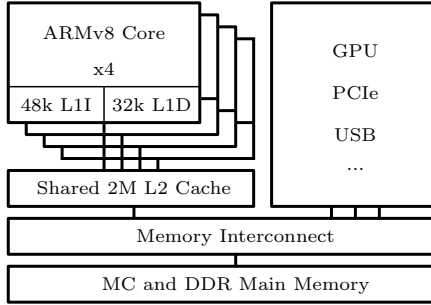 ARMv8 Core
x4
48k L1I
32k L1D
Shared 2M L2 Cache
GPU
PCIe
USB
...
Memory Interconnect
MC and DDR Main Memory